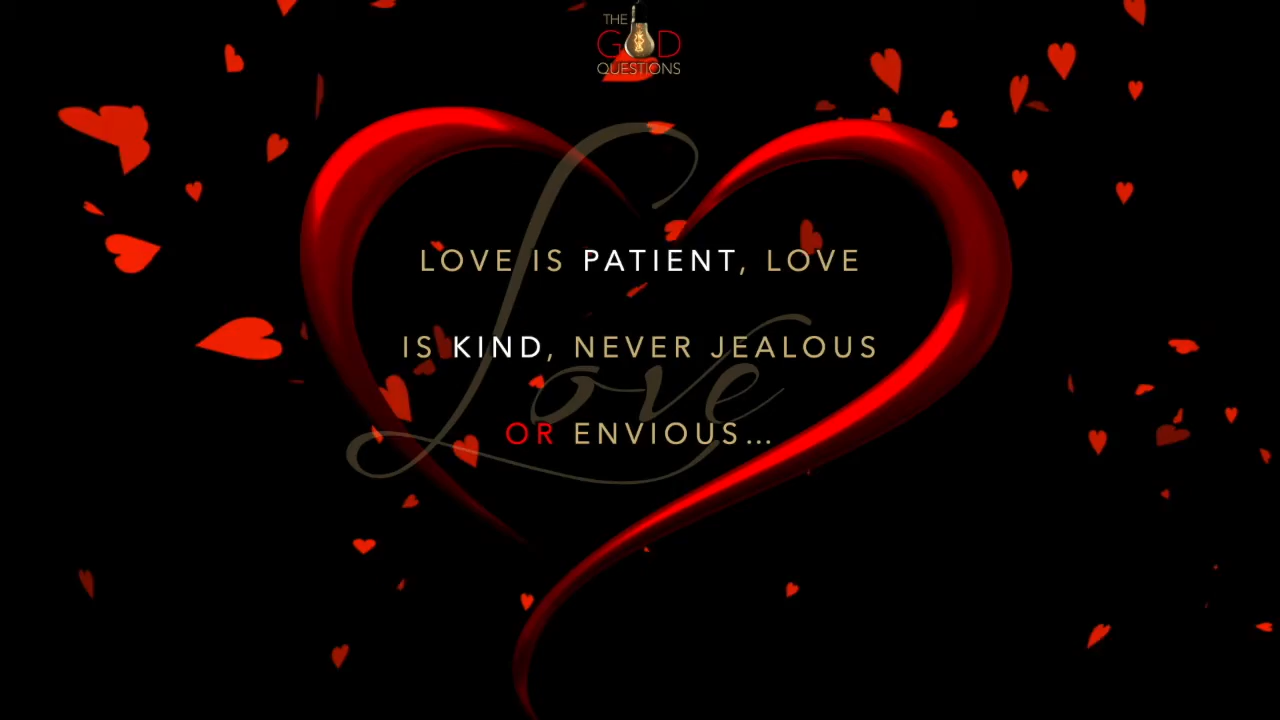 THE
GOD
QUESTIONS
LOVE IS PATIENT, LOVE
IS KIND, NEVER JEALOUS
Love
OR ENVIOUS...